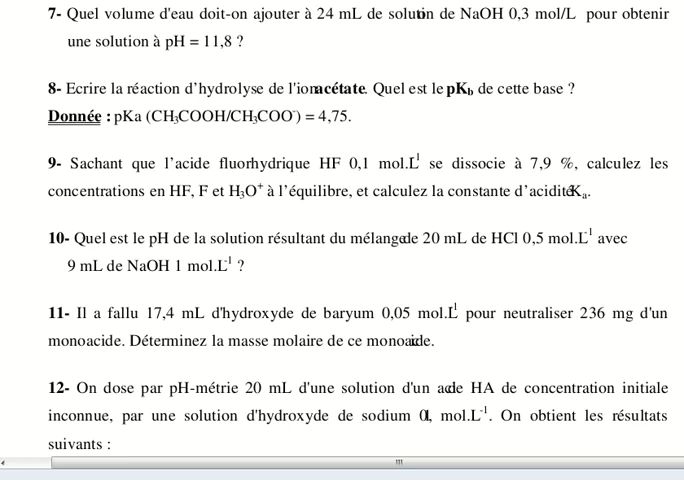 7- Quel volume d'eau doit-on ajouter à 24 mL de solution de NaOH 0,3 mol/L pour obtenir
une solution à pH = 11,8 ?
8- Ecrire la réaction d'hydrolyse de l'ion acétate. Quel est le pKb de cette base ?
Donnée : pKa (CH3COOH/CH3COO-) = 4,75.
9- Sachant que l'acide fluorhydrique HF 0,1 mol.L-1 se dissocie à 7,9 %, calculez les
concentrations en HF, F et H3O+ à l'équilibre, et calculez la constante d'acidité Ka.
10- Quel est le pH de la solution résultant du mélange de 20 mL de HCl 0,5 mol.L-1 avec
9 mL de NaOH 1 mol.L-1 ?
11- Il a fallu 17,4 mL d'hydroxyde de baryum 0,05 mol.L-1 pour neutraliser 236 mg d'un
monoacide. Déterminez la masse molaire de ce monoacide.
12- On dose par pH-métrie 20 mL d'une solution d'un acide HA de concentration initiale
inconnue, par une solution d'hydroxyde de sodium 0,1 mol.L-1. On obtient les résultats
suivants :